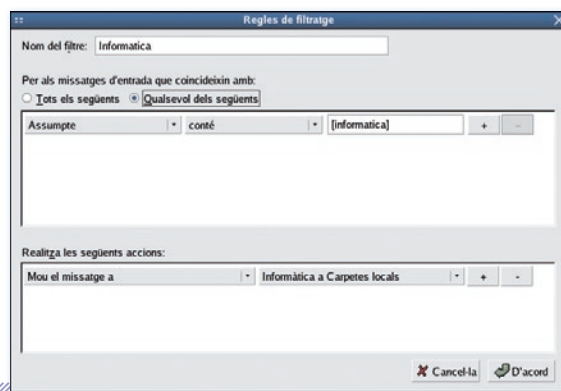 Regles de filtratge
Nom del filtre: Informatica
Per als missatges d'entrada que coincideixin amb:
Tots els següents Qualsevol dels següents
Assumpte conté [informatica] + -
Realitza les següents accions:
Mou el missatge a Informàtica a Carpetes locals + -
Cancel·la D'acord